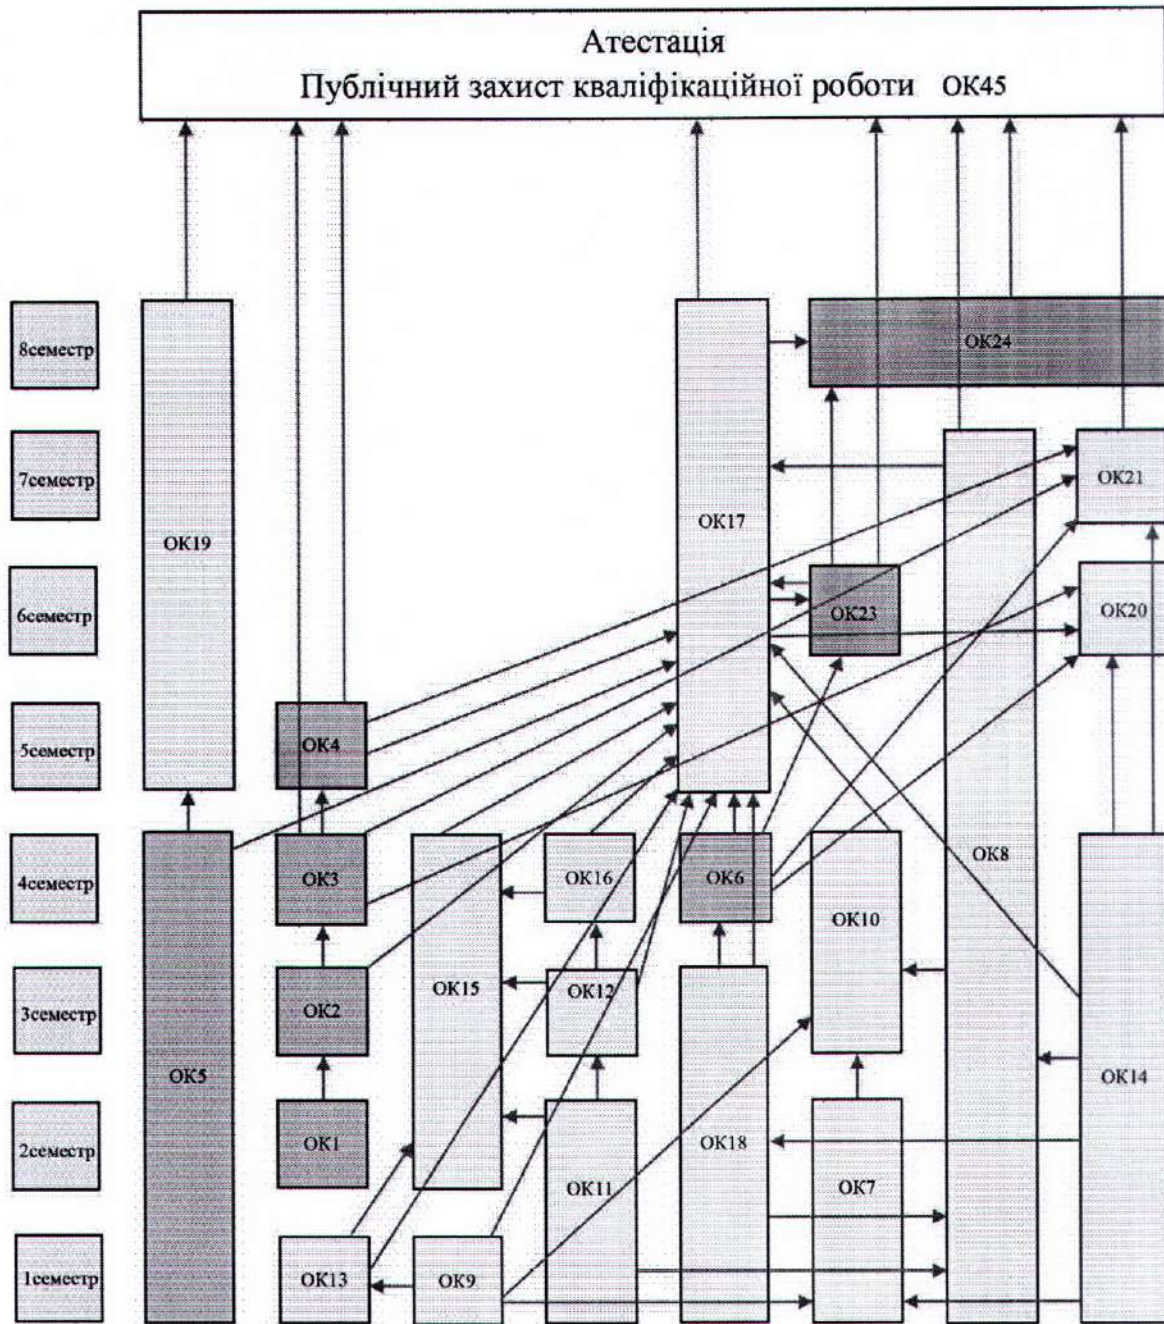 Атестація
Публічний захист кваліфікаційної роботи ОК45
8семестр
ОК24
7семестр
ОК21
ОК17
ОК19
6семестр
ОК23
ОК20
5семестр
ОК4
4семестр
ОК3
ОК16
ОК6
ОК8
ОК10
3семестр
ОК2
ОК15
ОК12
ОК5
ОК14
2семестр
ОК1
ОК18
ОК11
ОК7
1семестр
ОК13
ОК9